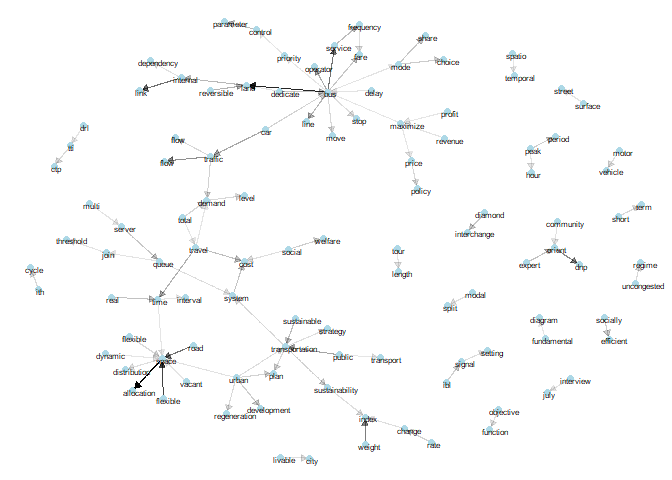 parameter
control
frequency
share
service
fare
priority
operator
mode
choice
spatio
temporal
dependency
internal
link
reversible
lane
dedicate
bus
delay
street
surface
line
stop
move
maximize
profit
revenue
car
drl
ttl
ctp
flow
flow
traffic
price
policy
peak
period
hour
motor
vehicle
demand
level
total
multi
server
diamond
interchange
community
term
short
threshold
join
queue
travel
cost
social
welfare
tour
length
expert
orient
drip
regime
uncongested
cycle
lth
real
time
interval
system
modal
split
sustainable
strategy
diagram
fundamental
socially
efficient
flexible
road
dynamic
space
distribution
vacant
allocation
flexible
transportation
public
transport
urban
plan
sustainability
regeneration
development
signal
setting
lbl
interview
july
index
weight
change
rate
objective
function
livable
city